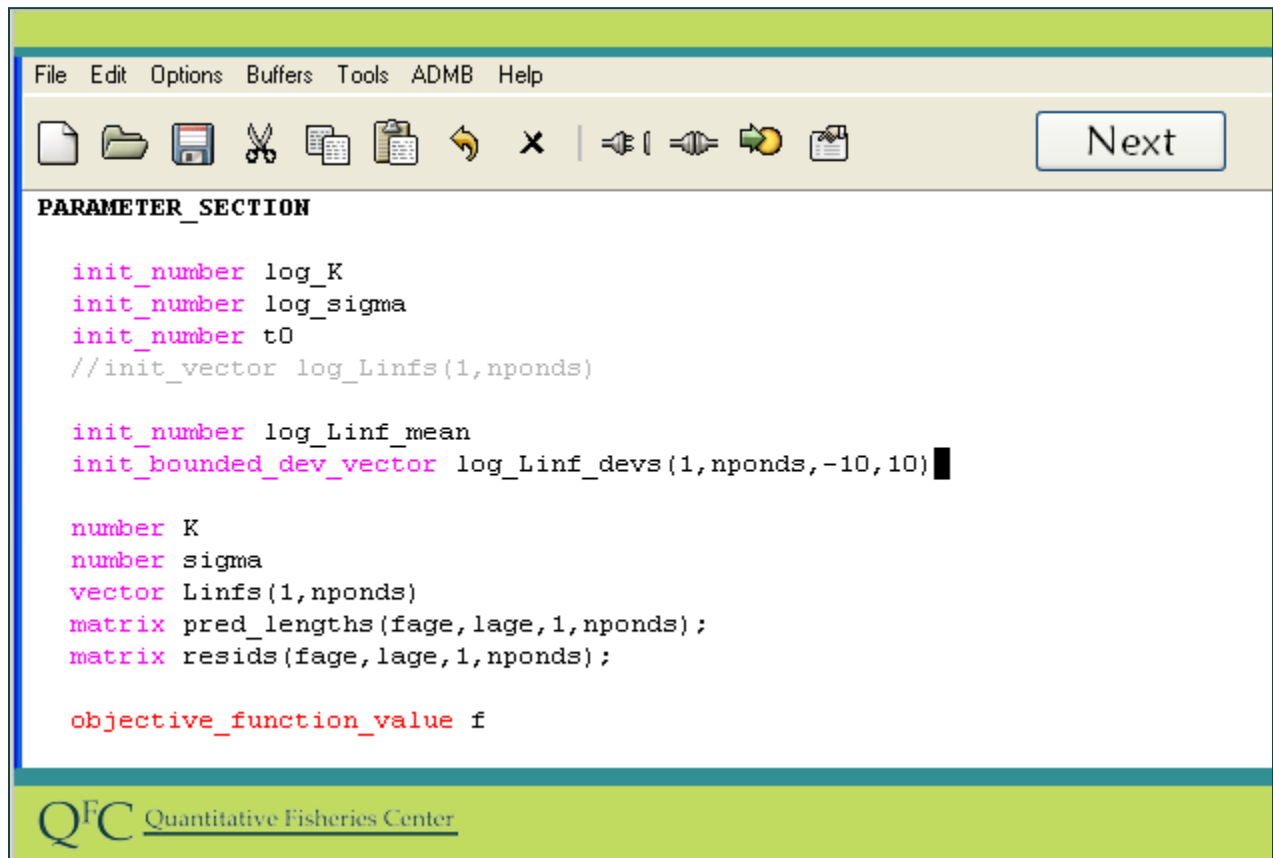 File Edit Options Buffers Tools ADMB Help
Next
PARAMETER_SECTION
init_number log_K
init_number log_sigma
init_number t0
//init_vector log_Linfs(1,nponds)
init_number log_Linf_mean
init_bounded_dev_vector log_Linf_devs(1,nponds,-10,10)
number K
number sigma
vector Linfs(1,nponds)
matrix pred_lengths(fage,lage,1,nponds);
matrix resids(fage,lage,1,nponds);
objective_function_value f
QFC Quantitative Fisheries Center